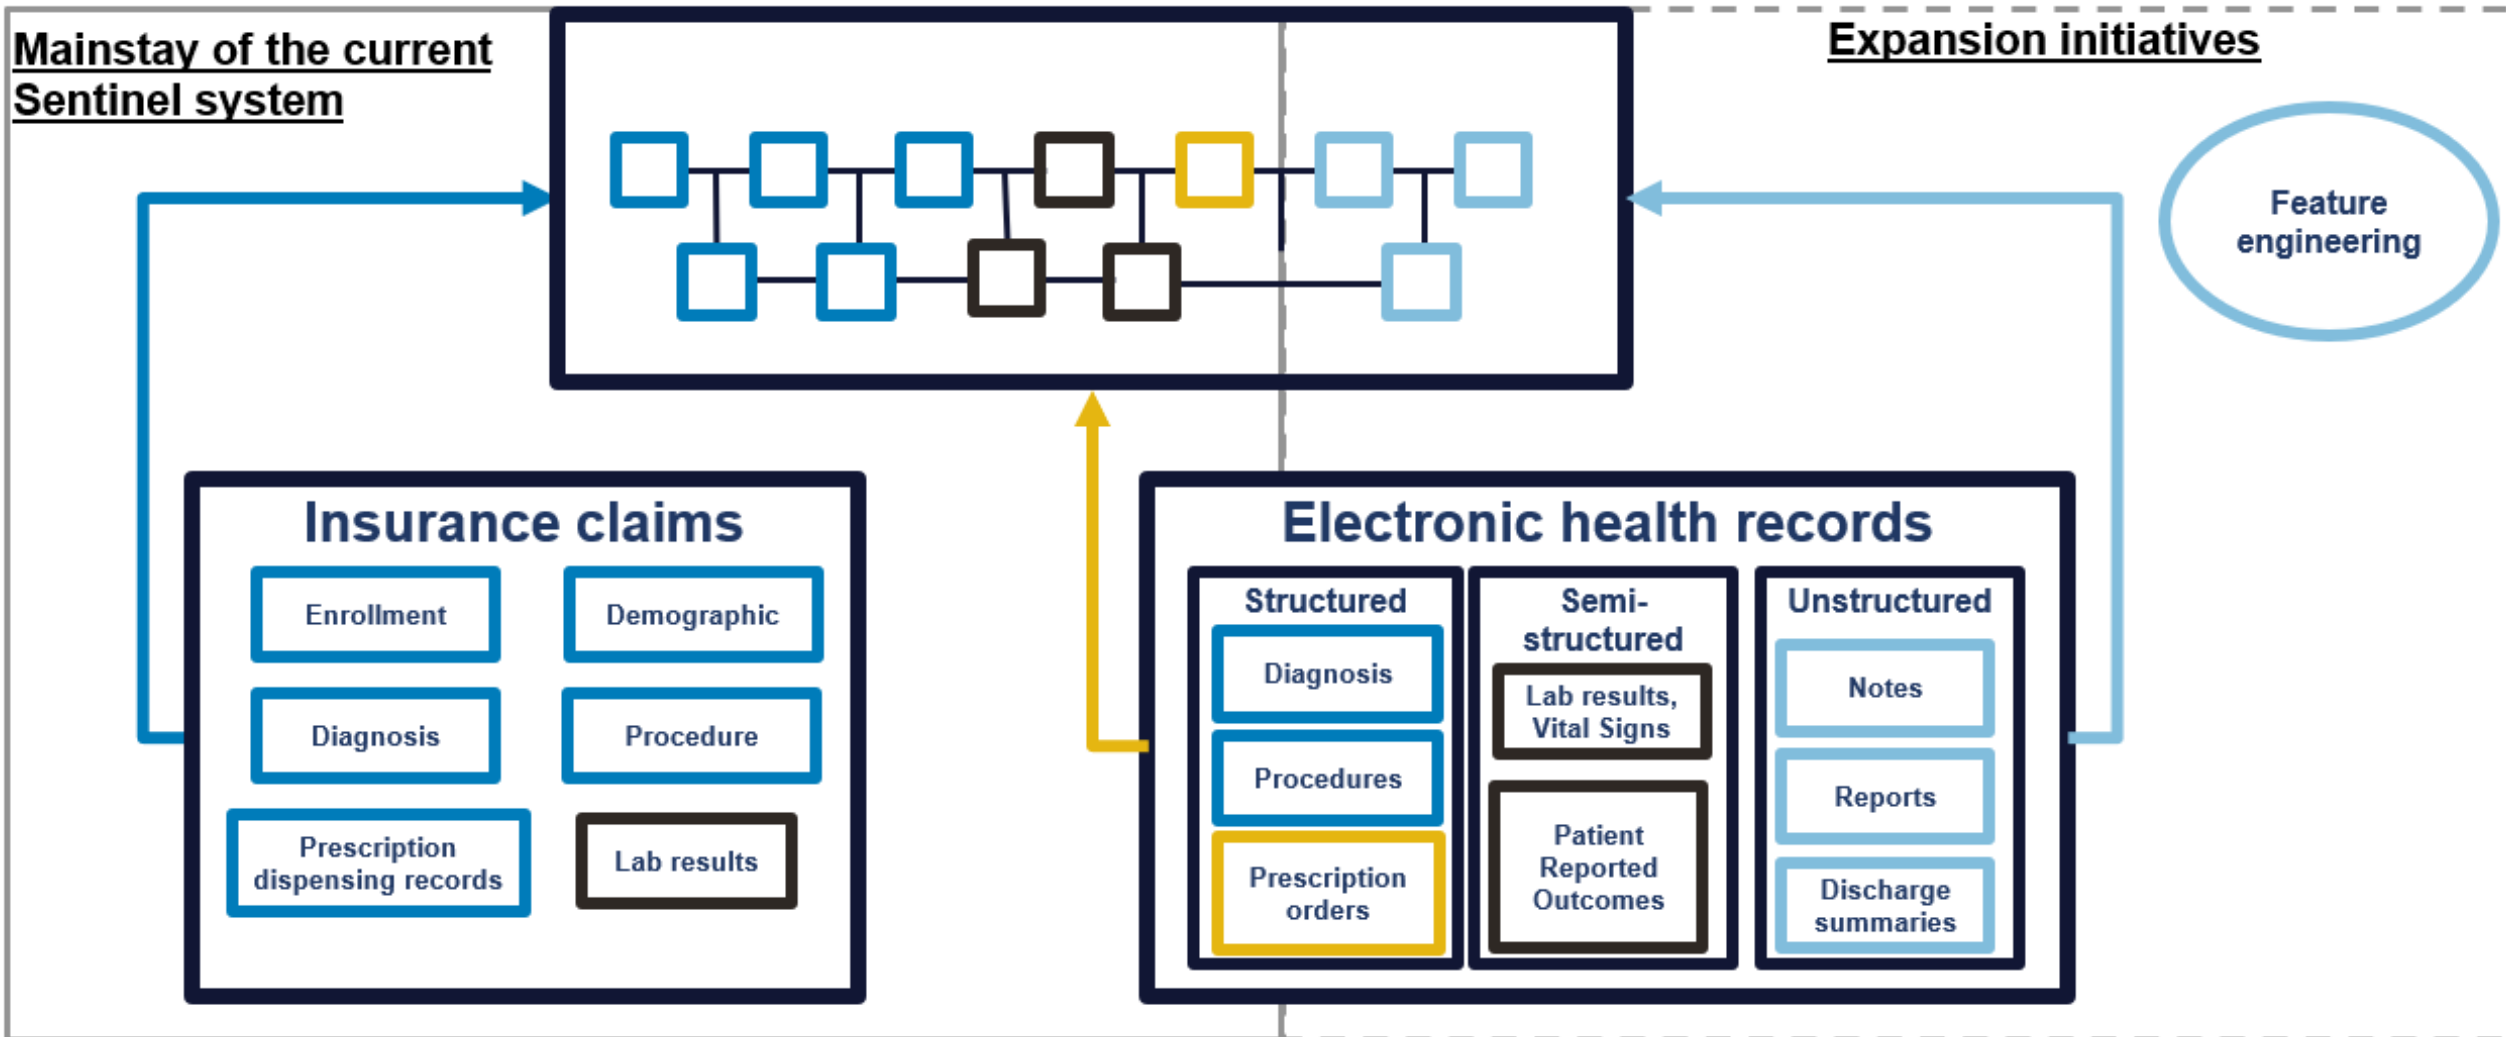 Mainstay of the current
Sentinel system
Expansion initiatives
Feature
engineering
Insurance claims
Enrollment
Demographic
Diagnosis
Procedure
Prescription
dispensing records
Lab results
Electronic health records
Structured
Diagnosis
Procedures
Prescription
orders
Semi-
structured
Lab results,
Vital Signs
Patient
Reported
Outcomes
Unstructured
Notes
Reports
Discharge
summaries